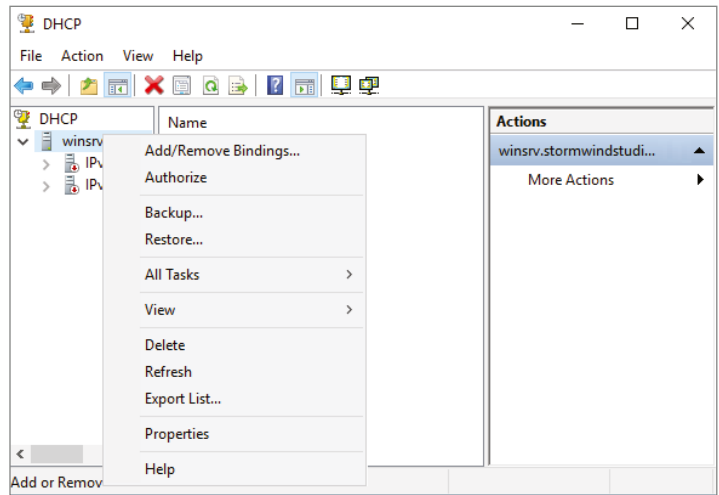 DHCP
File Action View Help
DHCP
winsrv
IPv
IPv
Name
Add/Remove Bindings...
Authorize
Backup...
Restore...
All Tasks
View
Delete
Refresh
Export List...
Properties
Help
Actions
winsrv.stormwindstudi...
More Actions
Add or Remov